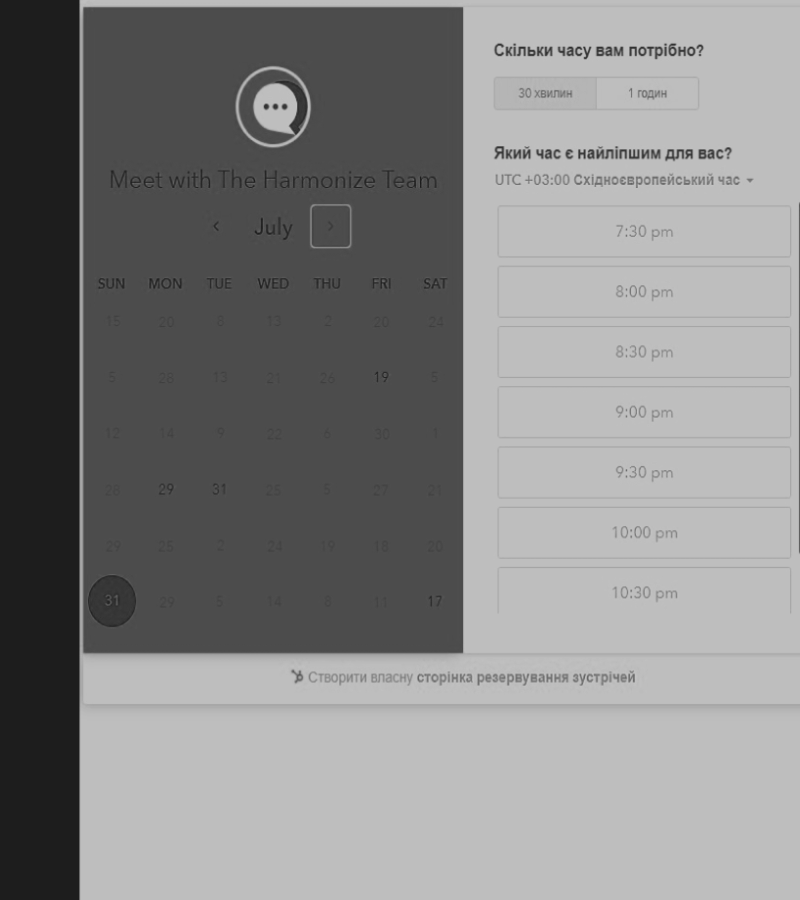 Meet with The Harmonize Team
July
SUN MON TUE WED THU FRI SAT
15 20 8 13 2 20 24
5 28 13 21 26 19 5
12 14 9 22 6 30 1
28 29 31 25 5 27 21
29 25 2 24 19 18 20
31 29 5 14 8 11 17
Скільки часу вам потрібно?
30 хвилин 1 годин
Який час є найліпшим для вас?
UTC +03:00 Східноєвропейський час
7:30 pm
8:00 pm
8:30 pm
9:00 pm
9:30 pm
10:00 pm
10:30 pm
Створити власну сторінка резервування зустрічей